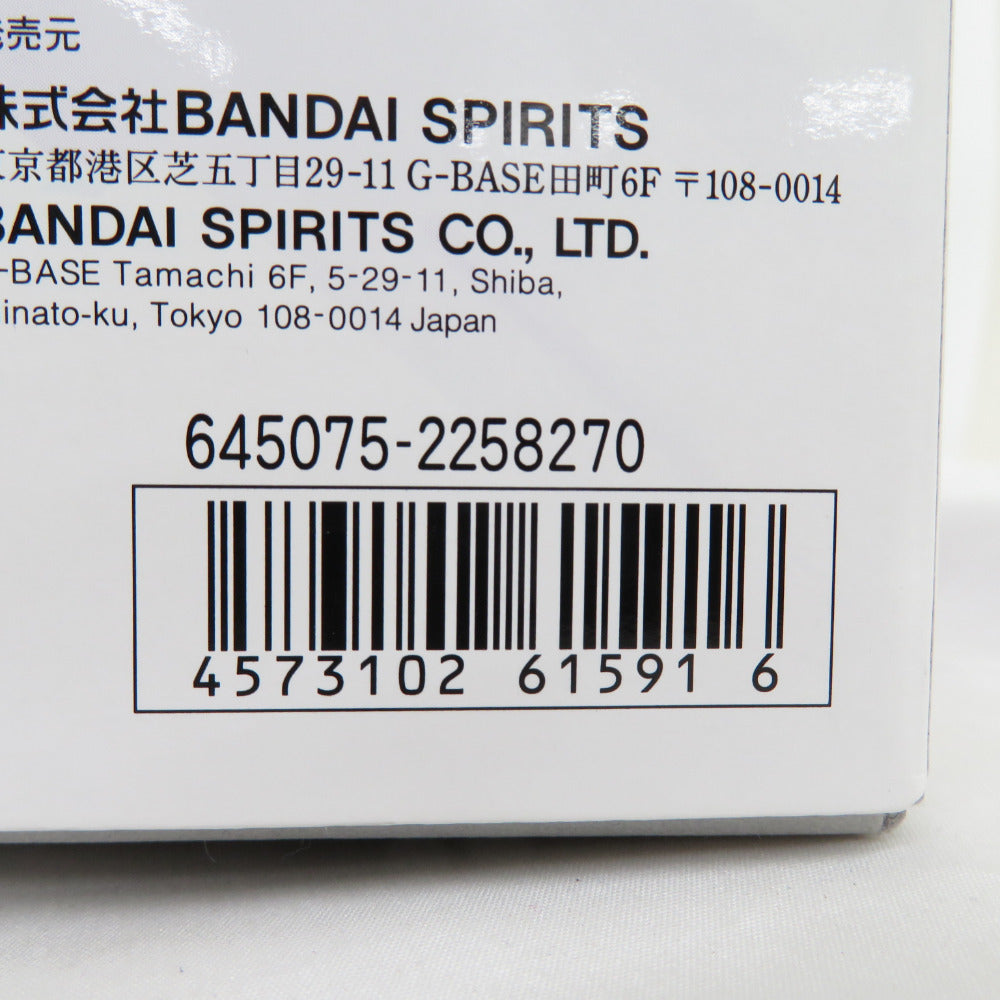 発売元
株式会社BANDAI SPIRITS
東京都港区芝五丁目29-11 G-BASE田町6F 〒108-0014
BANDAI SPIRITS CO., LTD.
-BASE Tamachi 6F, 5-29-11, Shiba,
inato-ku, Tokyo 108-0014 Japan
645075-2258270
4573102 61591 6